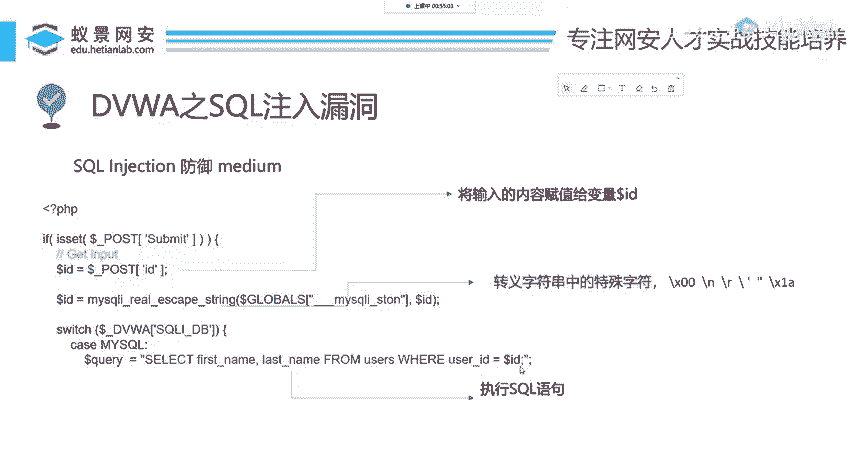 上课中 00:55:03
蚁景网安
edu.hetianlab.com
专注网安人才实战技能培养
DVWA之SQL注入漏洞
SQL Injection 防御 medium
将输入的内容赋值给变量$id
<?php
if( isset( $_POST[ 'Submit' ] ) ) {
// Get input
$id = $_POST[ 'id' ];
转义字符串中的特殊字符， \x00 \n \r \ ' " \x1a
$id = mysqli_real_escape_string($GLOBALS["___mysqli_ston"], $id);
switch ($_DVWA['SQLI_DB']) {
case MYSQL:
$query = "SELECT first_name, last_name FROM users WHERE user_id = $id;";
执行SQL语句